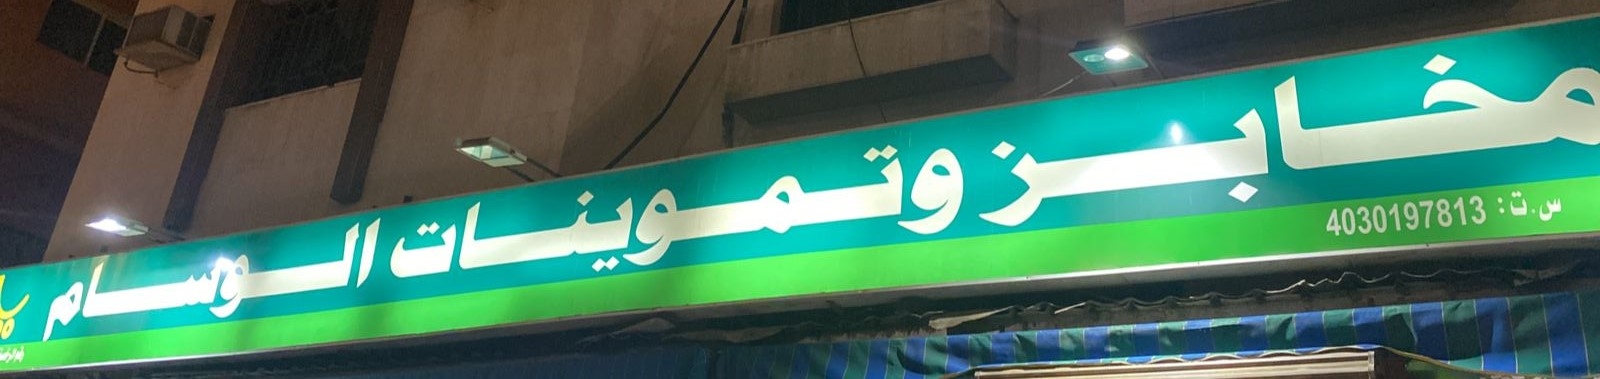 مخابز وتموينات الوسام
س.ت: 4030197813